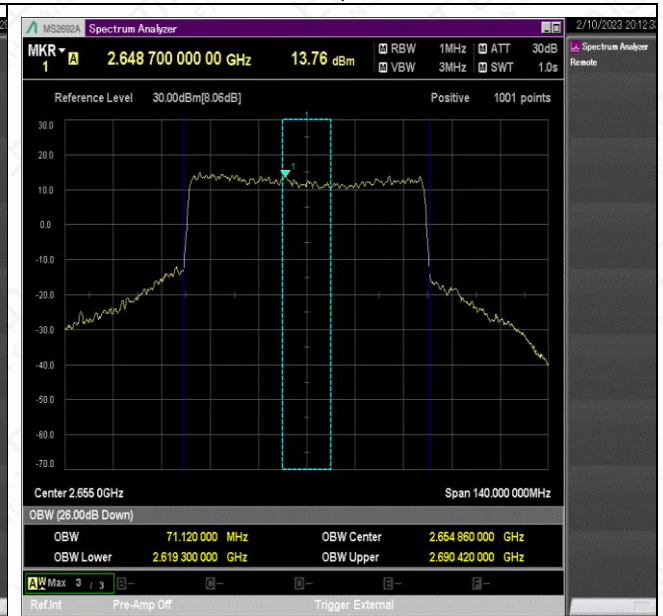 MS2692A Spectrum Analyzer 2/10/2023 20:12:3
MKR 1 A 2.648 700 000 00 GHz 13.76 dBm M RBW 1MHz M ATT 30dB
M VBW 3MHz M SWT 1.0s
Spectrum Analyzer
Remote
Reference Level 30.00dBm[8.06dB] Positive 1001 points
30.0
20.0
1
10.0
0.0
-10.0
-20.0
-30.0
-40.0
-50.0
-60.0
-70.0
Center 2.655 0GHz Span 140.000 000MHz
OBW (26.00dB Down)
OBW 71.120 000 MHz OBW Center 2.654 860 000 GHz
OBW Lower 2.619 300 000 GHz OBW Upper 2.690 420 000 GHz
A W Max 3 / 3 B- C- D- E- F-
Ref.Int Pre-Amp Off Trigger External